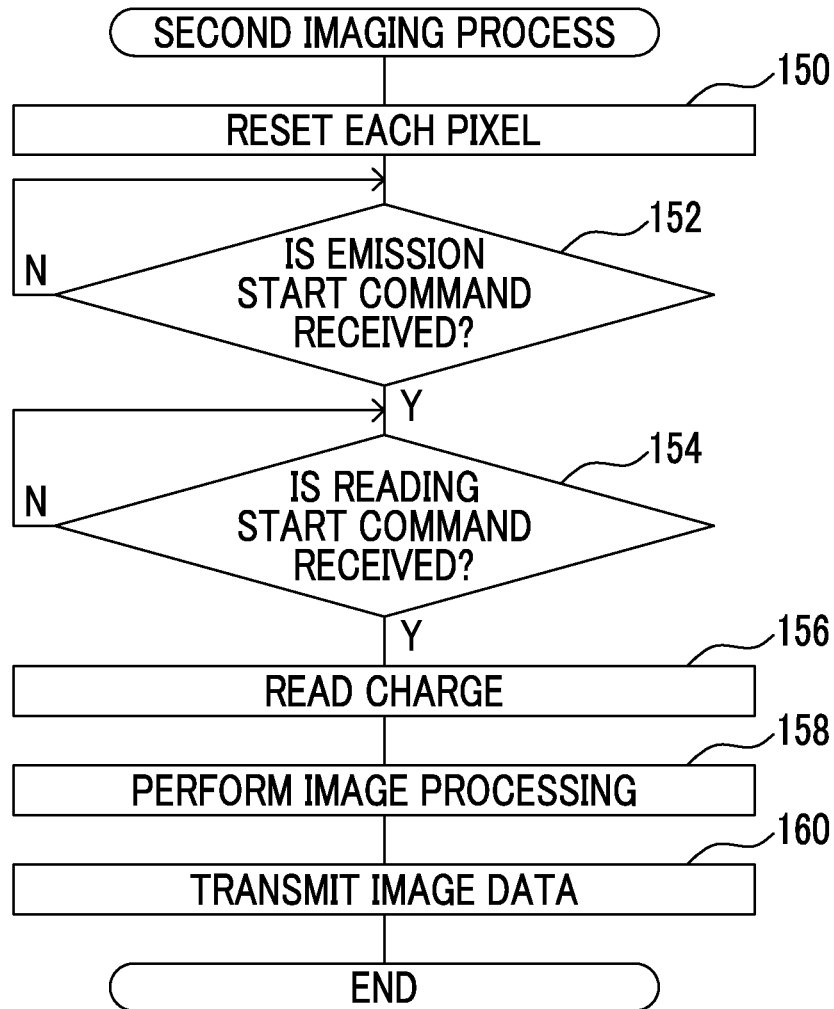 SECOND IMAGING PROCESS
150
RESET EACH PIXEL
152
IS EMISSION
START COMMAND
RECEIVED?
N
Y
154
IS READING
START COMMAND
RECEIVED?
N
Y
156
READ CHARGE
158
PERFORM IMAGE PROCESSING
160
TRANSMIT IMAGE DATA
END